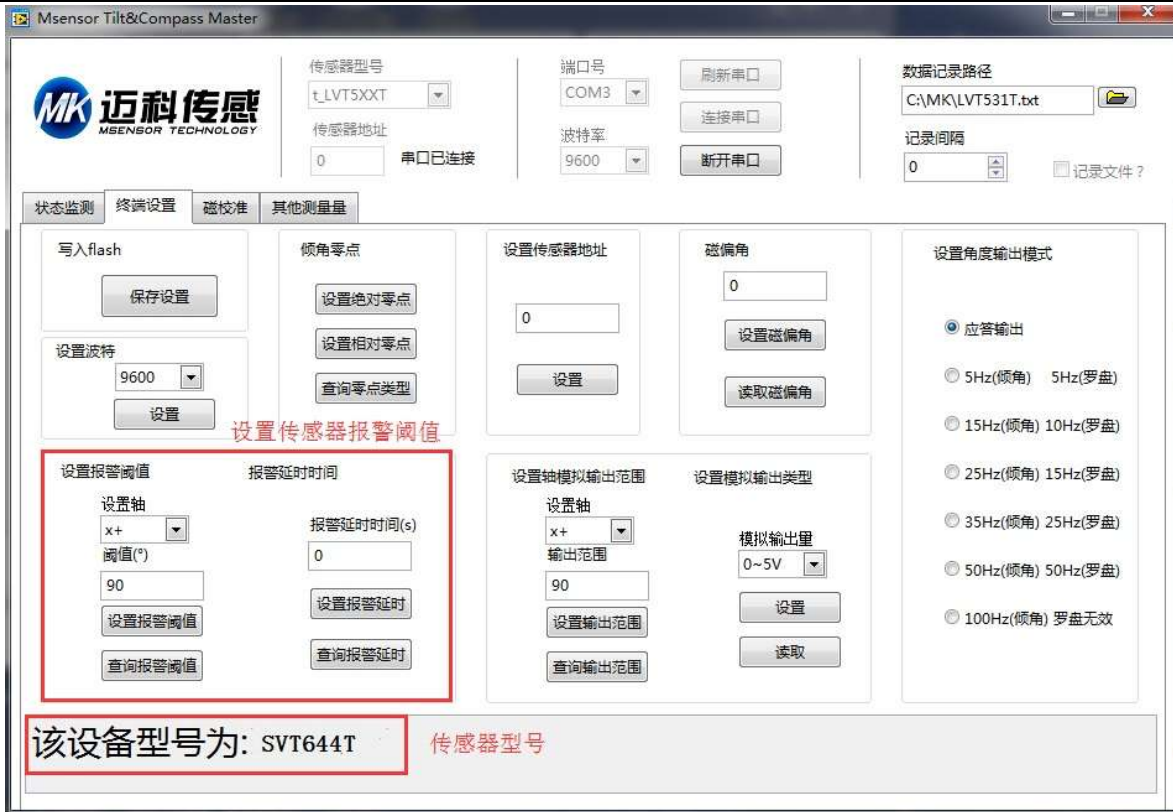 Msensor Tilt&Compass Master
MK 迈科传感
MSENSOR TECHNOLOGY
传感器型号
t_LVT5XXT
传感器地址
0
串口已连接
端口号
COM3
波特率
9600
刷新串口
连接串口
断开串口
数据记录路径
C:\MK\LVT531T.txt
记录间隔
0
记录文件？
状态监测
终端设置
磁校准
其他测量量
写入flash
保存设置
设置波特
9600
设置
倾角零点
设置绝对零点
设置相对零点
查询零点类型
设置传感器地址
0
设置
磁偏角
0
设置磁偏角
读取磁偏角
设置角度输出模式
应答输出
5Hz(倾角) 5Hz(罗盘)
15Hz(倾角) 10Hz(罗盘)
25Hz(倾角) 15Hz(罗盘)
35Hz(倾角) 25Hz(罗盘)
50Hz(倾角) 50Hz(罗盘)
100Hz(倾角) 罗盘无效
设置传感器报警阈值
设置报警阈值
设置轴
x+
阈值(°)
90
设置报警阈值
查询报警阈值
报警延时时间
报警延时时间(s)
0
设置报警延时
查询报警延时
设置轴模拟输出范围
设置轴
x+
输出范围
90
设置输出范围
查询输出范围
设置模拟输出类型
模拟输出量
0~5V
设置
读取
该设备型号为: SVT644T
传感器型号